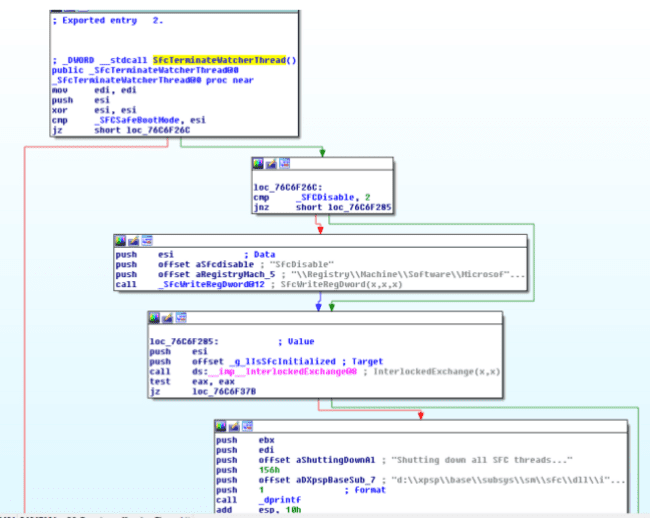 ; Exported entry   2.
; _DWORD __stdcall SfcTerminateWatcherThread()
public _SfcTerminateWatcherThread@0
_SfcTerminateWatcherThread@0 proc near
mov     edi, edi
push    esi
xor     esi, esi
cmp     _SFCSafeBootMode, esi
jz      short loc_76C6F26C
loc_76C6F26C:
cmp     _SFCDisable, 2
jnz     short loc_76C6F285
push    esi             ; Data
push    offset aSfcdisable ; "SfcDisable"
push    offset aRegistryMach_5 ; "\\Registry\\Machine\\Software\\Microsof"...
call    _SfcWriteRegDword@12 ; SfcWriteRegDword(x,x,x)
loc_76C6F285:           ; Value
push    esi
push    offset _g_lIsSfcInitialized ; Target
call    ds:__imp__InterlockedExchange@8 ; InterlockedExchange(x,x)
test    eax, eax
jz      loc_76C6F37B
push    ebx
push    edi
push    offset aShuttingDownAl ; "Shutting down all SFC threads..."
push    156h
push    offset aDXpspBaseSub_7 ; "d:\\xpsp\\base\\subsys\\sm\\sfc\\dll\\i"...
push    1               ; format
call    _dprintf
add     esp, 10h